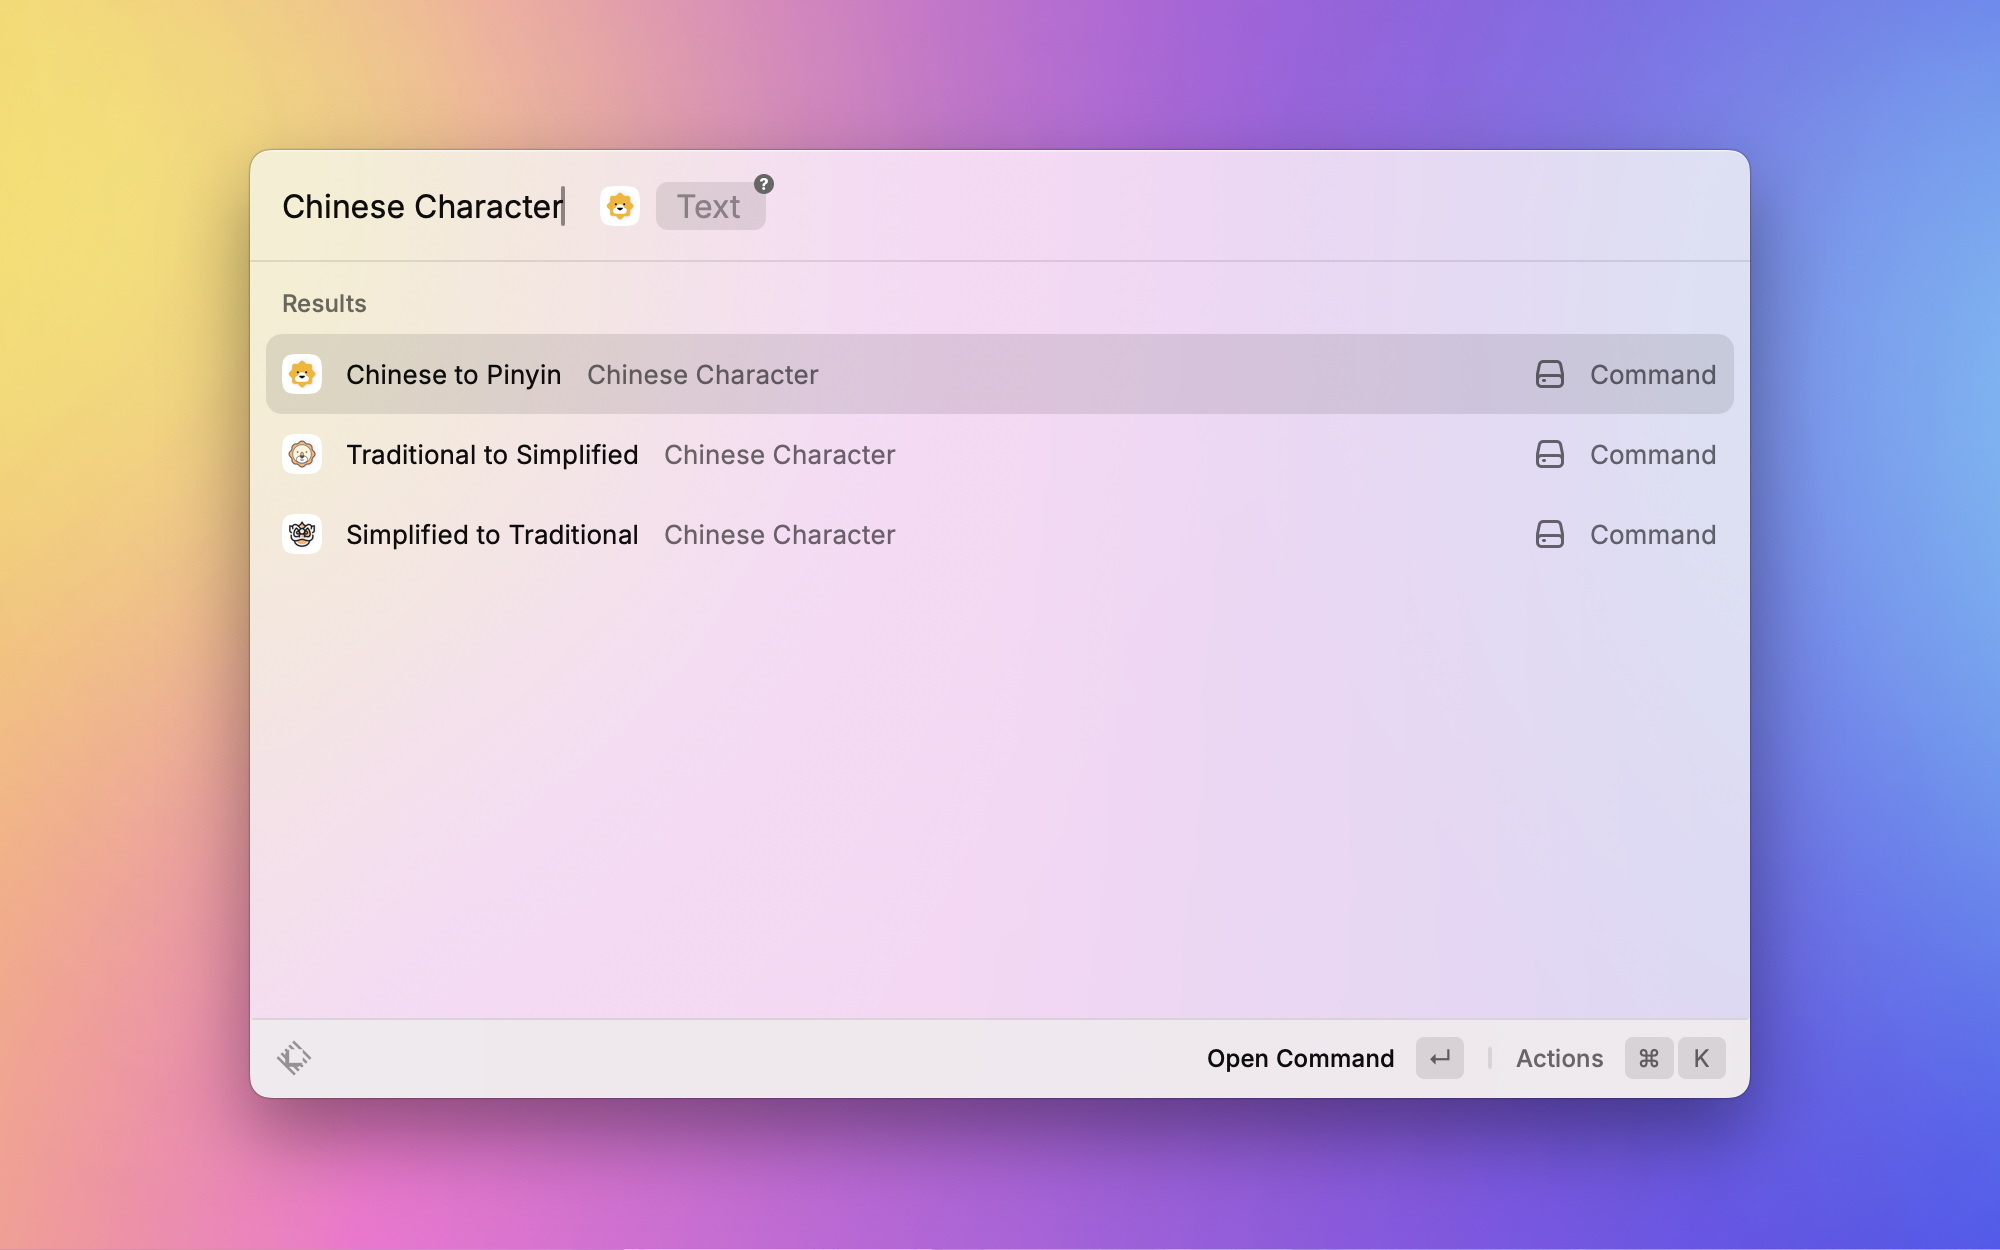 Chinese Character Text ?
Results
Chinese to Pinyin Chinese Character Command
Traditional to Simplified Chinese Character Command
Simplified to Traditional Chinese Character Command
Open Command ↵ | Actions ⌘ K